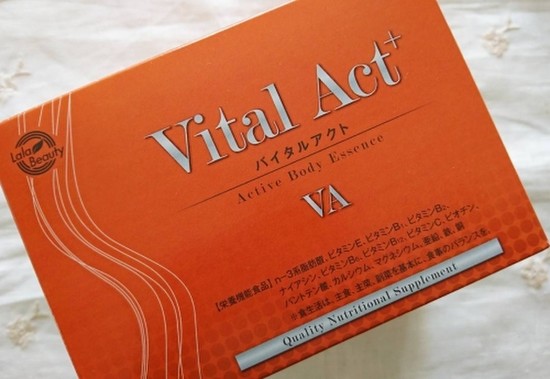 Lala Beauty
Vital Act+
バイタルアクト
Active Body Essence
VA
【栄養機能食品】n-3系脂肪酸、ビタミンE、ビタミンB₁、ビタミンB₂、
ナイアシン、ビタミンB₆、ビタミンB₁₂、ビタミンC、ビオチン、
パントテン酸、カルシウム、マグネシウム、亜鉛、鉄、銅
※食生活は、主食、主菜、副菜を基本に、食事のバランスを。
Quality Nutritional Supplement